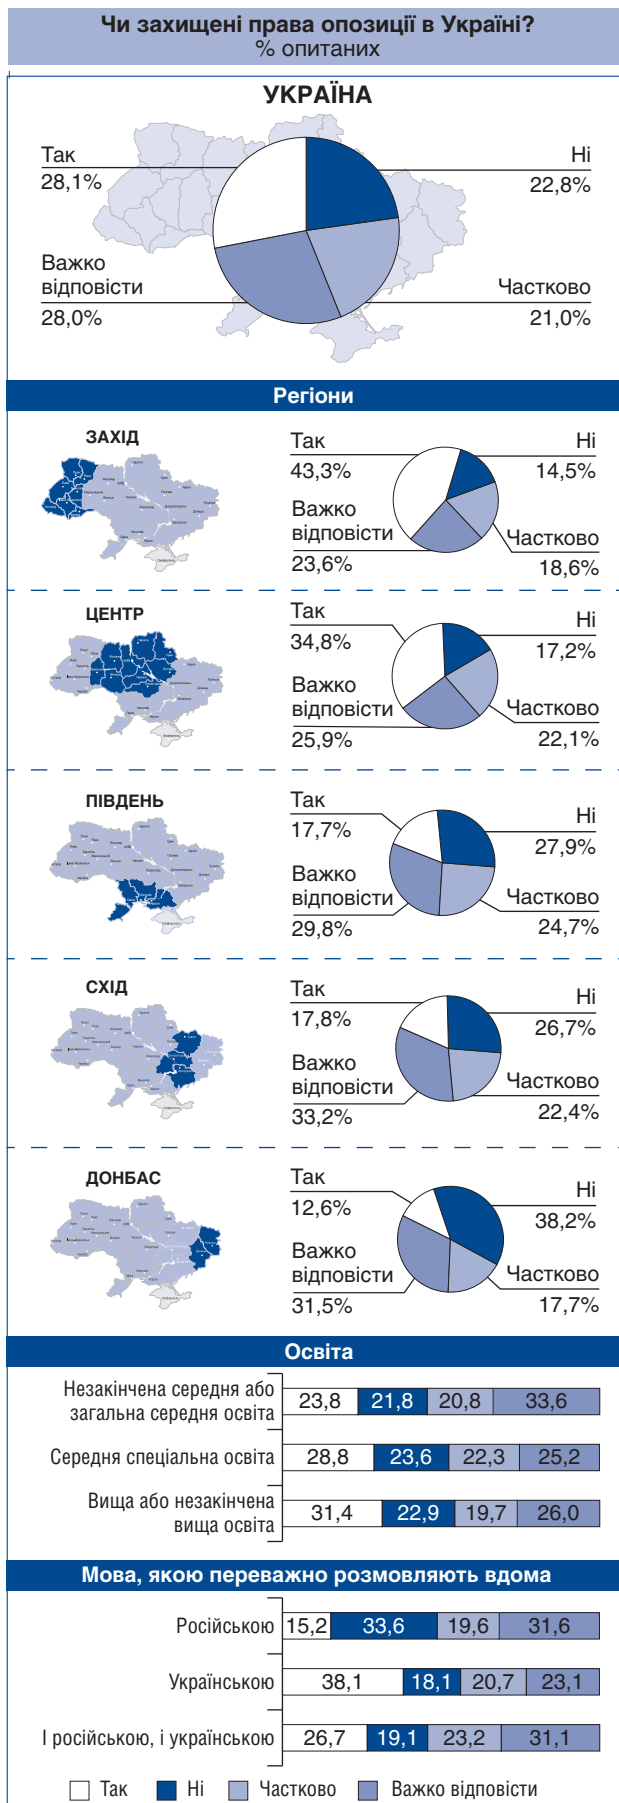 Чи захищені права опозиції в Україні?
% опитаних
УКРАЇНА
Так
28,1%
Ні
22,8%
Важко
відповісти
28,0%
Частково
21,0%
Регіони
ЗАХІД
Так
43,3%
Ні
14,5%
Важко
відповісти
23,6%
Частково
18,6%
ЦЕНТР
Так
34,8%
Ні
17,2%
Важко
відповісти
25,9%
Частково
22,1%
ПІВДЕНЬ
Так
17,7%
Ні
27,9%
Важко
відповісти
29,8%
Частково
24,7%
СХІД
Так
17,8%
Ні
26,7%
Важко
відповісти
33,2%
Частково
22,4%
ДОНБАС
Так
12,6%
Ні
38,2%
Важко
відповісти
31,5%
Частково
17,7%
Освіта
Незакінчена середня або
загальна середня освіта
23,8 21,8 20,8 33,6
Середня спеціальна освіта
28,8 23,6 22,3 25,2
Вища або незакінчена
вища освіта
31,4 22,9 19,7 26,0
Мова, якою переважно розмовляють вдома
Російською 15,2 33,6 19,6 31,6
Українською 38,1 18,1 20,7 23,1
І російською, і українською 26,7 19,1 23,2 31,1
Так Ні Частково Важко відповісти